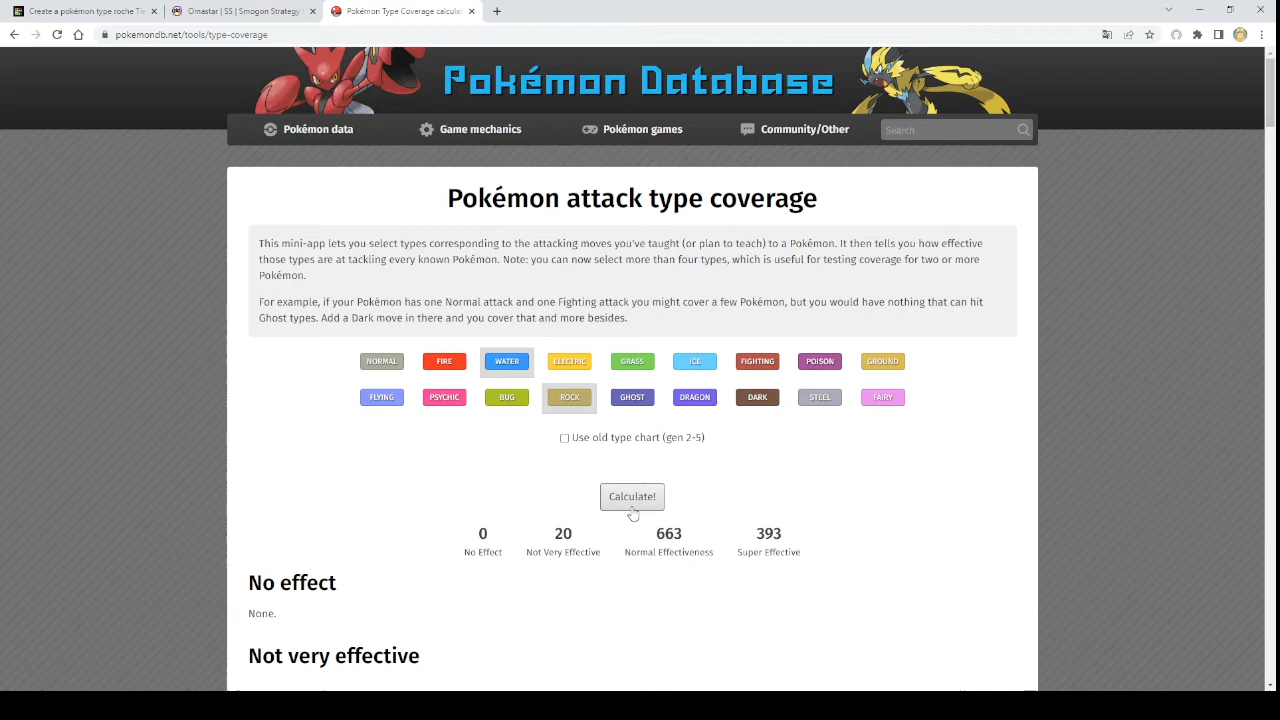 Create a pokémon type roche Ti
Omastar | SS | Smogon Strategy
Pokémon Type Coverage calcula
pokemondb.net/tools/type-coverage
Pokémon Database
Pokémon data
Game mechanics
Pokémon games
Community/Other
Search
Pokémon attack type coverage
This mini-app lets you select types corresponding to the attacking moves you've taught (or plan to teach) to a Pokémon. It then tells you how effective
those types are at tackling every known Pokémon. Note: you can now select more than four types, which is useful for testing coverage for two or more
Pokémon.
For example, if your Pokémon has one Normal attack and one Fighting attack you might cover a few Pokémon, but you would have nothing that can hit
Ghost types. Add a Dark move in there and you cover that and more besides.
NORMAL FIRE WATER ELECTRIC GRASS ICE FIGHTING POISON GROUND
FLYING PSYCHIC BUG ROCK GHOST DRAGON DARK STEEL FAIRY
Use old type chart (gen 2-5)
Calculate!
0 20 663 393
No Effect Not Very Effective Normal Effectiveness Super Effective
No effect
None.
Not very effective